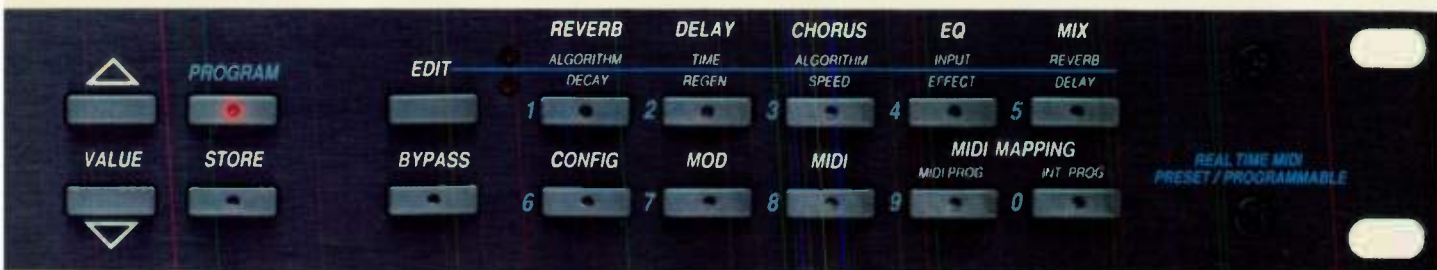 REVERB DELAY CHORUS EQ MIX
PROGRAM EDIT ALGORITHM TIME ALGORITHM INPUT REVERB
DECAY REGEN SPEED EFFECT DELAY
1 2 3 4 5
VALUE STORE BYPASS CONFIG MOD MIDI MIDI MAPPING
MIDI PROG INT. PROG
REAL TIME MIDI
PRESET / PROGRAMMABLE
6 7 8 9 0